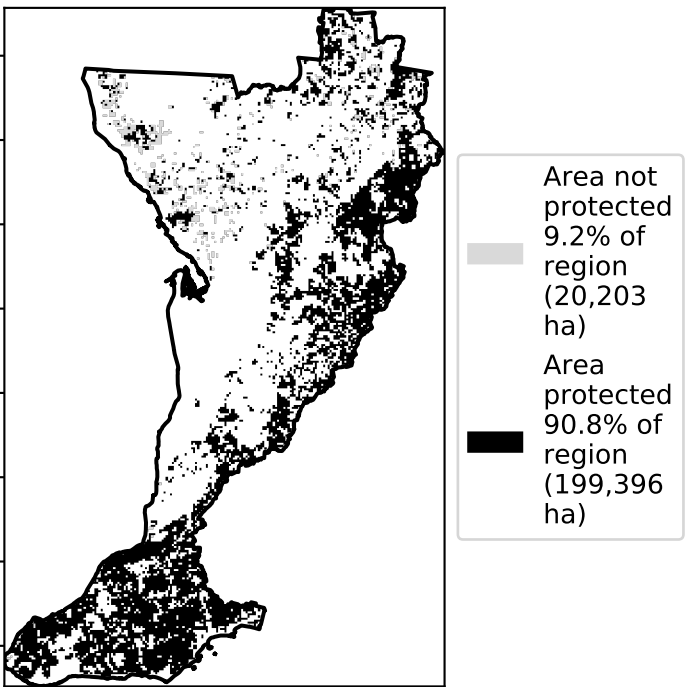 Area not
protected
9.2% of
region
(20,203
ha)
Area
protected
90.8% of
region
(199,396
ha)